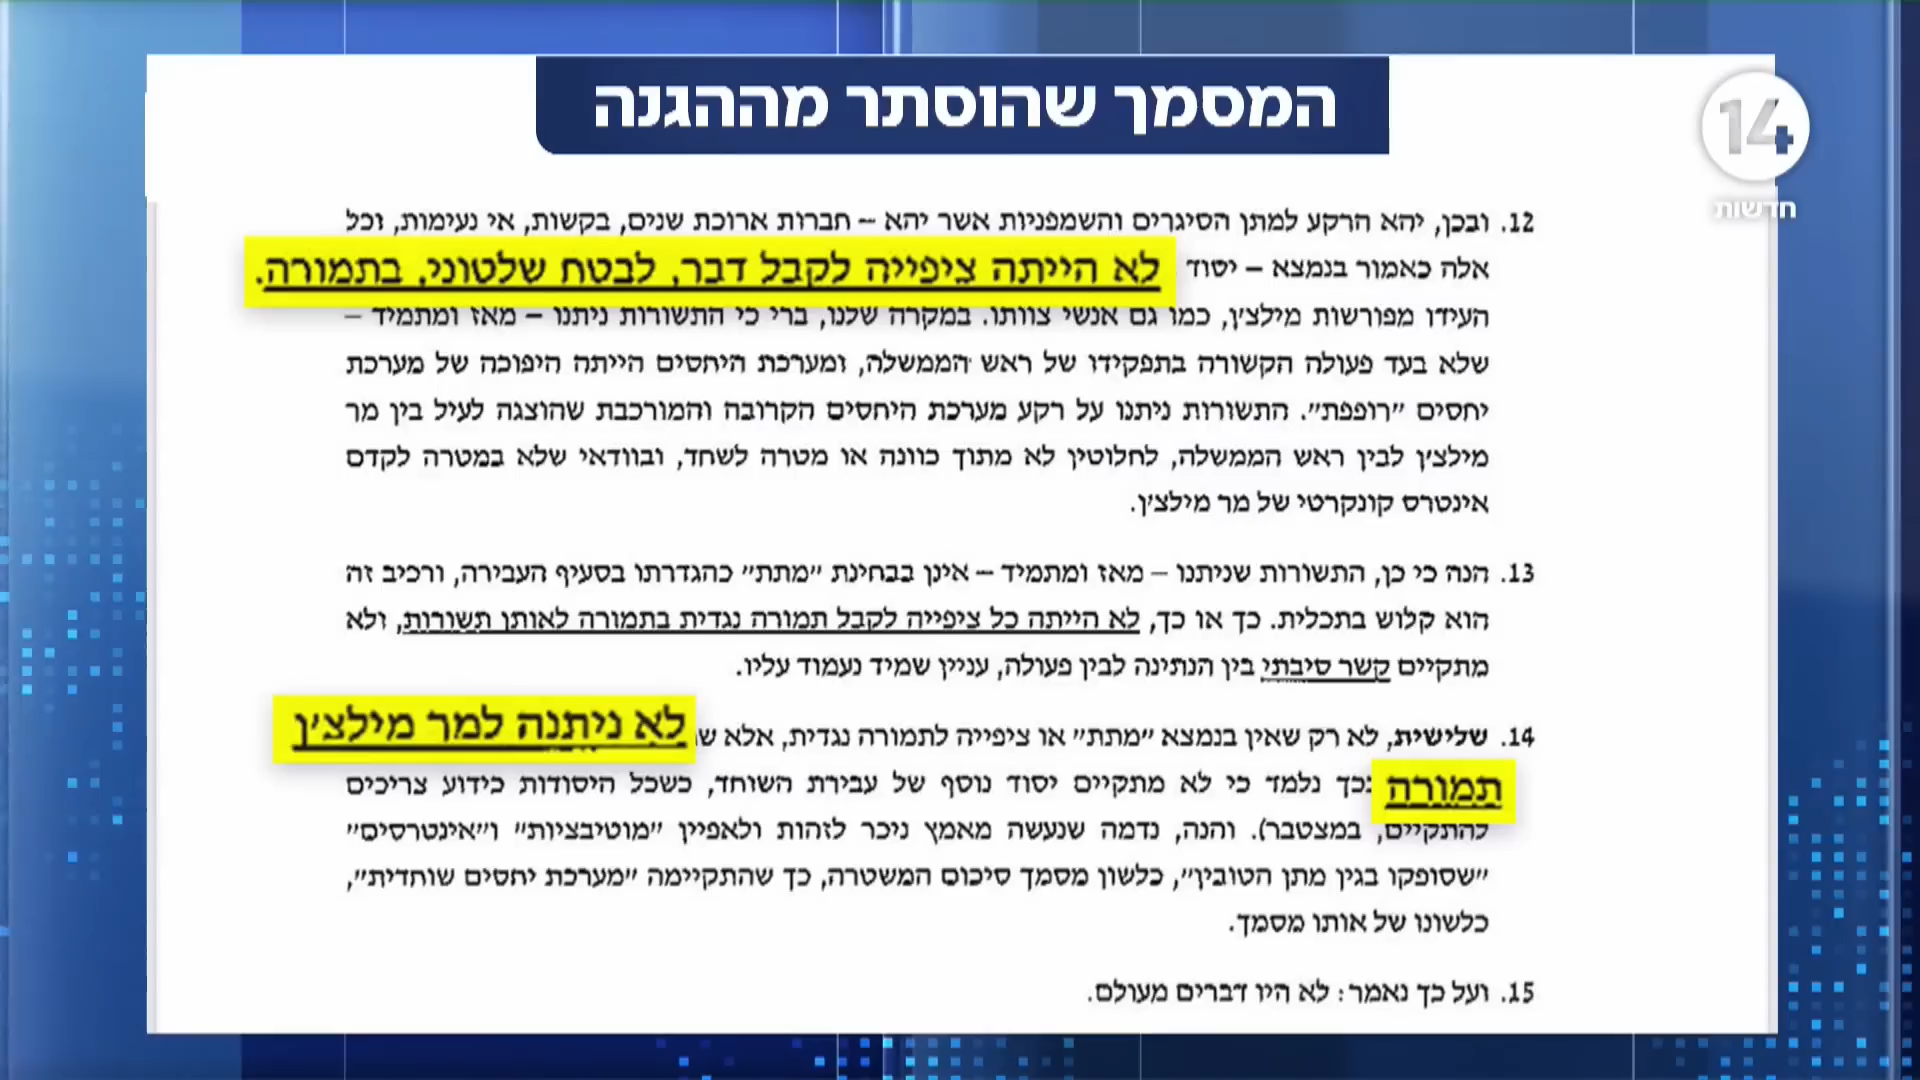 המסמך שהוסתר מההגנה
14
חדשות
12. ובכן, יהא הרקע למתן הסיגרים והשמפניות אשר יהא – חברות ארוכת שנים, בקשות, אי נעימות, וכל
אלה כאמור בנמצא – יסוד לא הייתה ציפייה לקבל דבר, לבטח שלטוני, בתמורה.
העידו מפורשות מילצ'ן, כמו גם אנשי צוותו. במקרה שלנו, ברי כי התשורות ניתנו – מאז ומתמיד –
שלא בעד פעולה הקשורה בתפקידו של ראש הממשלה, ומערכת היחסים הייתה היפוכה של מערכת
יחסים "רופפת". התשורות ניתנו על רקע מערכת היחסים הקרובה והמורכבת שהוצגה לעיל בין מר
מילצ'ן לבין ראש הממשלה, לחלוטין לא מתוך כוונה או מטרה לשחד, ובוודאי שלא במטרה לקדם
אינטרס קונקרטי של מר מילצ'ן.
13. הנה כי כן, התשורות שניתנו – מאז ומתמיד – אינן בבחינת "מתת" כהגדרתו בסעיף העבירה, ורכיב זה
הוא קלוש בתכלית. כך או כך, לא הייתה כל ציפייה לקבל תמורה נגדית בתמורה לאותן תשורות, ולא
מתקיים קשר סיבתי בין הנתינה לבין פעולה, עניין שמיד נעמוד עליו.
14. שלישית, לא רק שאין בנמצא "מתת" או ציפייה לתמורה נגדית, אלא לא ניתנה למר מילצ'ן
תמורה נלמד כי לא מתקיים יסוד נוסף של עבירת השוחד, כשכל היסודות כידוע צריכים
להתקיים, במצטבר). והנה, נדמה שנעשה מאמץ ניכר לזהות ולאפיין "מוטיבציות" ו"אינטרסים"
"שסופקו בגין מתן הטובין", כלשון מסמך סיכום המשטרה, כך שהתקיימה "מערכת יחסים שוחדית",
כלשונו של אותו מסמך.
15. ועל כך נאמר: לא היו דברים מעולם.